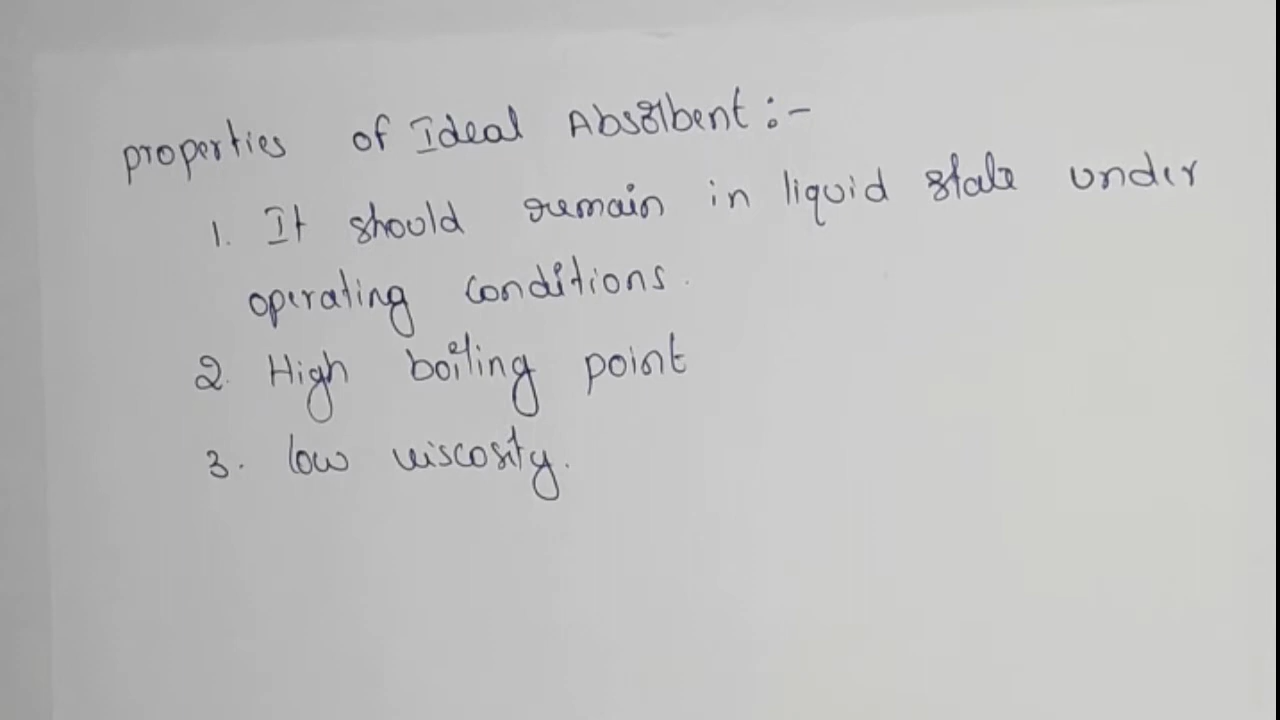 properties of Ideal Absorbent:-
1. It should remain in liquid state under
operating conditions.
2. High boiling point
3. low viscosity.